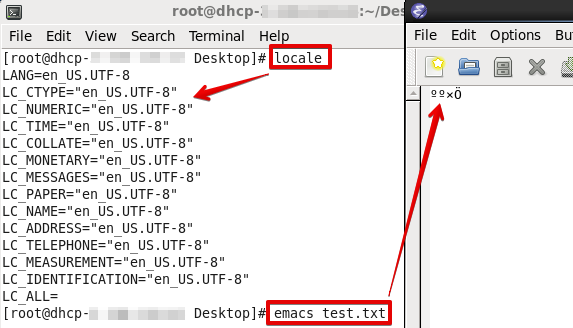 root@dhcp-
:~/Des
File Edit View Search Terminal Help
[root@dhcp- Desktop]# locale
LANG=en_US.UTF-8
LC_CTYPE="en_US.UTF-8"
LC_NUMERIC="en_US.UTF-8"
LC_TIME="en_US.UTF-8"
LC_COLLATE="en_US.UTF-8"
LC_MONETARY="en_US.UTF-8"
LC_MESSAGES="en_US.UTF-8"
LC_PAPER="en_US.UTF-8"
LC_NAME="en_US.UTF-8"
LC_ADDRESS="en_US.UTF-8"
LC_TELEPHONE="en_US.UTF-8"
LC_MEASUREMENT="en_US.UTF-8"
LC_IDENTIFICATION="en_US.UTF-8"
LC_ALL=
[root@dhcp- Desktop]# emacs test.txt
File Edit Options Bu
ºº×Ö